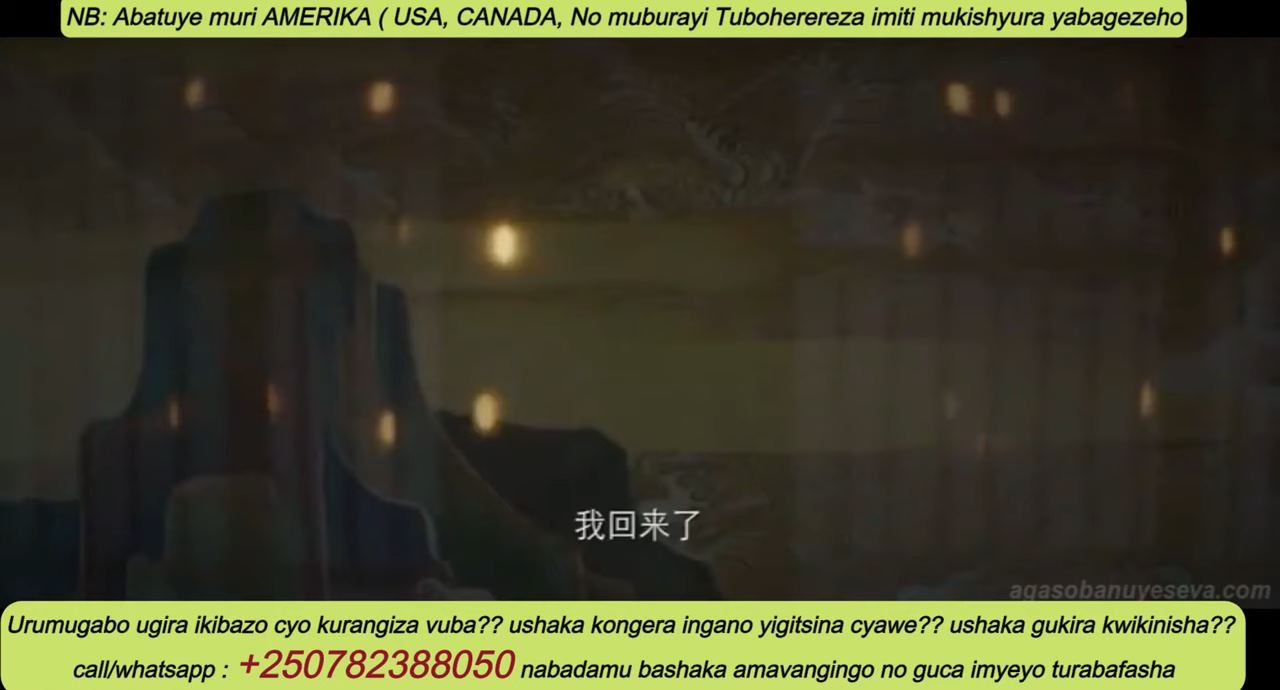 NB: Abatuye muri AMERIKA ( USA, CANADA, No muburayi Tuboherereza imiti mukishyura yabagezeho
我回来了
agasobanuyeseva.com
Urumugabo ugira ikibazo cyo kurangiza vuba?? ushaka kongera ingano yigitsina cyawe?? ushaka gukira kwikinisha??
call/whatsapp : +250782388050 nabadamu bashaka amavangingo no guca imyeyo turabafasha